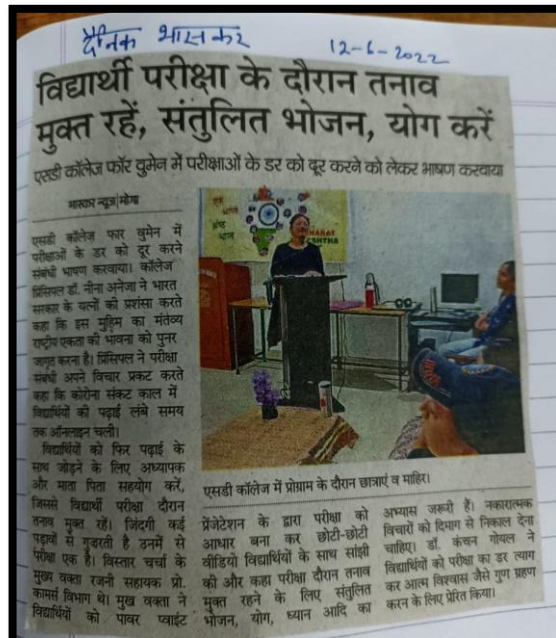 दैनिक भास्कर
12-6-2022
विद्यार्थी परीक्षा के दौरान तनाव
मुक्त रहें, संतुलित भोजन, योग करें
एसडी कॉलेज फॉर वुमेन में परीक्षाओं के डर को दूर करने को लेकर भाषण करवाया
भास्कर न्यूज|मोगा
एसडी कॉलेज फार वुमेन में
परीक्षाओं के डर को दूर करने
संबंधी भाषण करवाया। कॉलेज
प्रिंसिपल डॉ. नीना अनेजा ने भारत
सरकार के यत्नों की प्रशंसा करते
कहा कि इस मुहिम का मंतव्य
राष्ट्रीय एकता की भावना को पुनर
जागृत करना है। प्रिंसिपल ने परीक्षा
संबंधी अपने विचार प्रकट करते
कहा कि कोरोना संकट काल में
विद्यार्थियों की पढ़ाई लंबे समय
तक ऑनलाइन चली।
विद्यार्थियों को फिर पढ़ाई के
साथ जोड़ने के लिए अध्यापक
और माता पिता सहयोग करें,
जिससे विद्यार्थी परीक्षा दौरान
तनाव मुक्त रहें। जिंदगी कई
पड़ावों से गुजरती है उनमें से
परीक्षा एक है। विस्तार चर्चा के
मुख्य वक्ता रजनी सहायक प्रो.
कामर्स विभाग थे। मुख वक्ता ने
विद्यार्थियों को पावर प्वाईंट
एसडी कॉलेज में प्रोग्राम के दौरान छात्राएं व माहिर।
प्रेजेंटेशन के द्वारा परीक्षा को
आधार बना कर छोटी-छोटी
वीडियो विद्यार्थियों के साथ सांझी
की और कहा परीक्षा दौरान तनाव
मुक्त रहने के लिए संतुलित
भोजन, योग, ध्यान आदि का
अभ्यास जरूरी हैं। नकारात्मक
विचारों को दिमाग से निकाल देना
चाहिए। डॉ. कंचन गोयल ने
विद्यार्थियों को परीक्षा का डर त्याग
कर आत्म विश्वास जैसे गुण ग्रहण
करन के लिए प्रेरित किया।